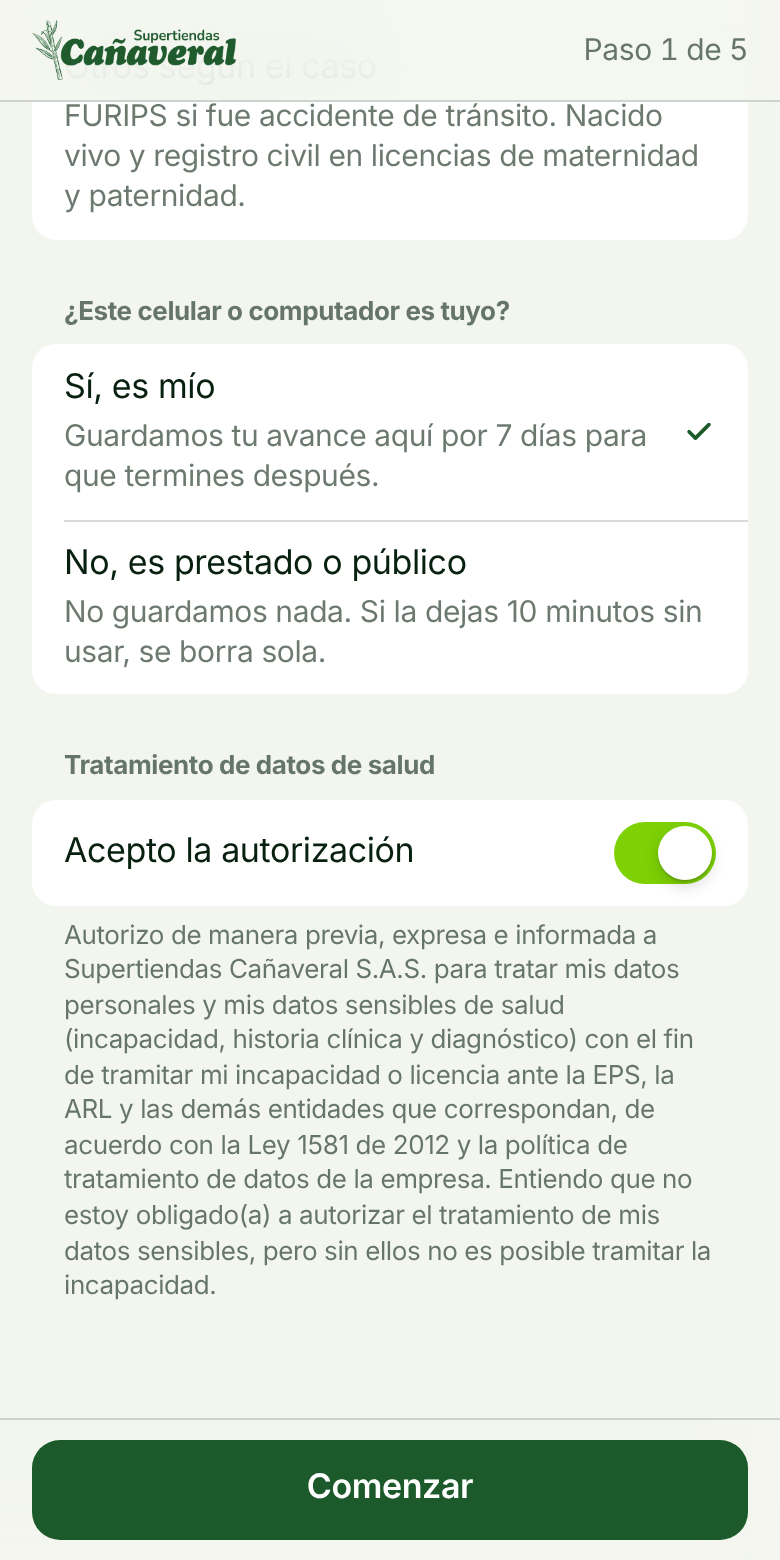 Supertiendas
Cañaveral
Paso 1 de 5
Otros según el caso
FURIPS si fue accidente de tránsito. Nacido
vivo y registro civil en licencias de maternidad
y paternidad.
¿Este celular o computador es tuyo?
Sí, es mío
Guardamos tu avance aquí por 7 días para
que termines después.
No, es prestado o público
No guardamos nada. Si la dejas 10 minutos sin
usar, se borra sola.
Tratamiento de datos de salud
Acepto la autorización
Autorizo de manera previa, expresa e informada a
Supertiendas Cañaveral S.A.S. para tratar mis datos
personales y mis datos sensibles de salud
(incapacidad, historia clínica y diagnóstico) con el fin
de tramitar mi incapacidad o licencia ante la EPS, la
ARL y las demás entidades que correspondan, de
acuerdo con la Ley 1581 de 2012 y la política de
tratamiento de datos de la empresa. Entiendo que no
estoy obligado(a) a autorizar el tratamiento de mis
datos sensibles, pero sin ellos no es posible tramitar la
incapacidad.
Comenzar